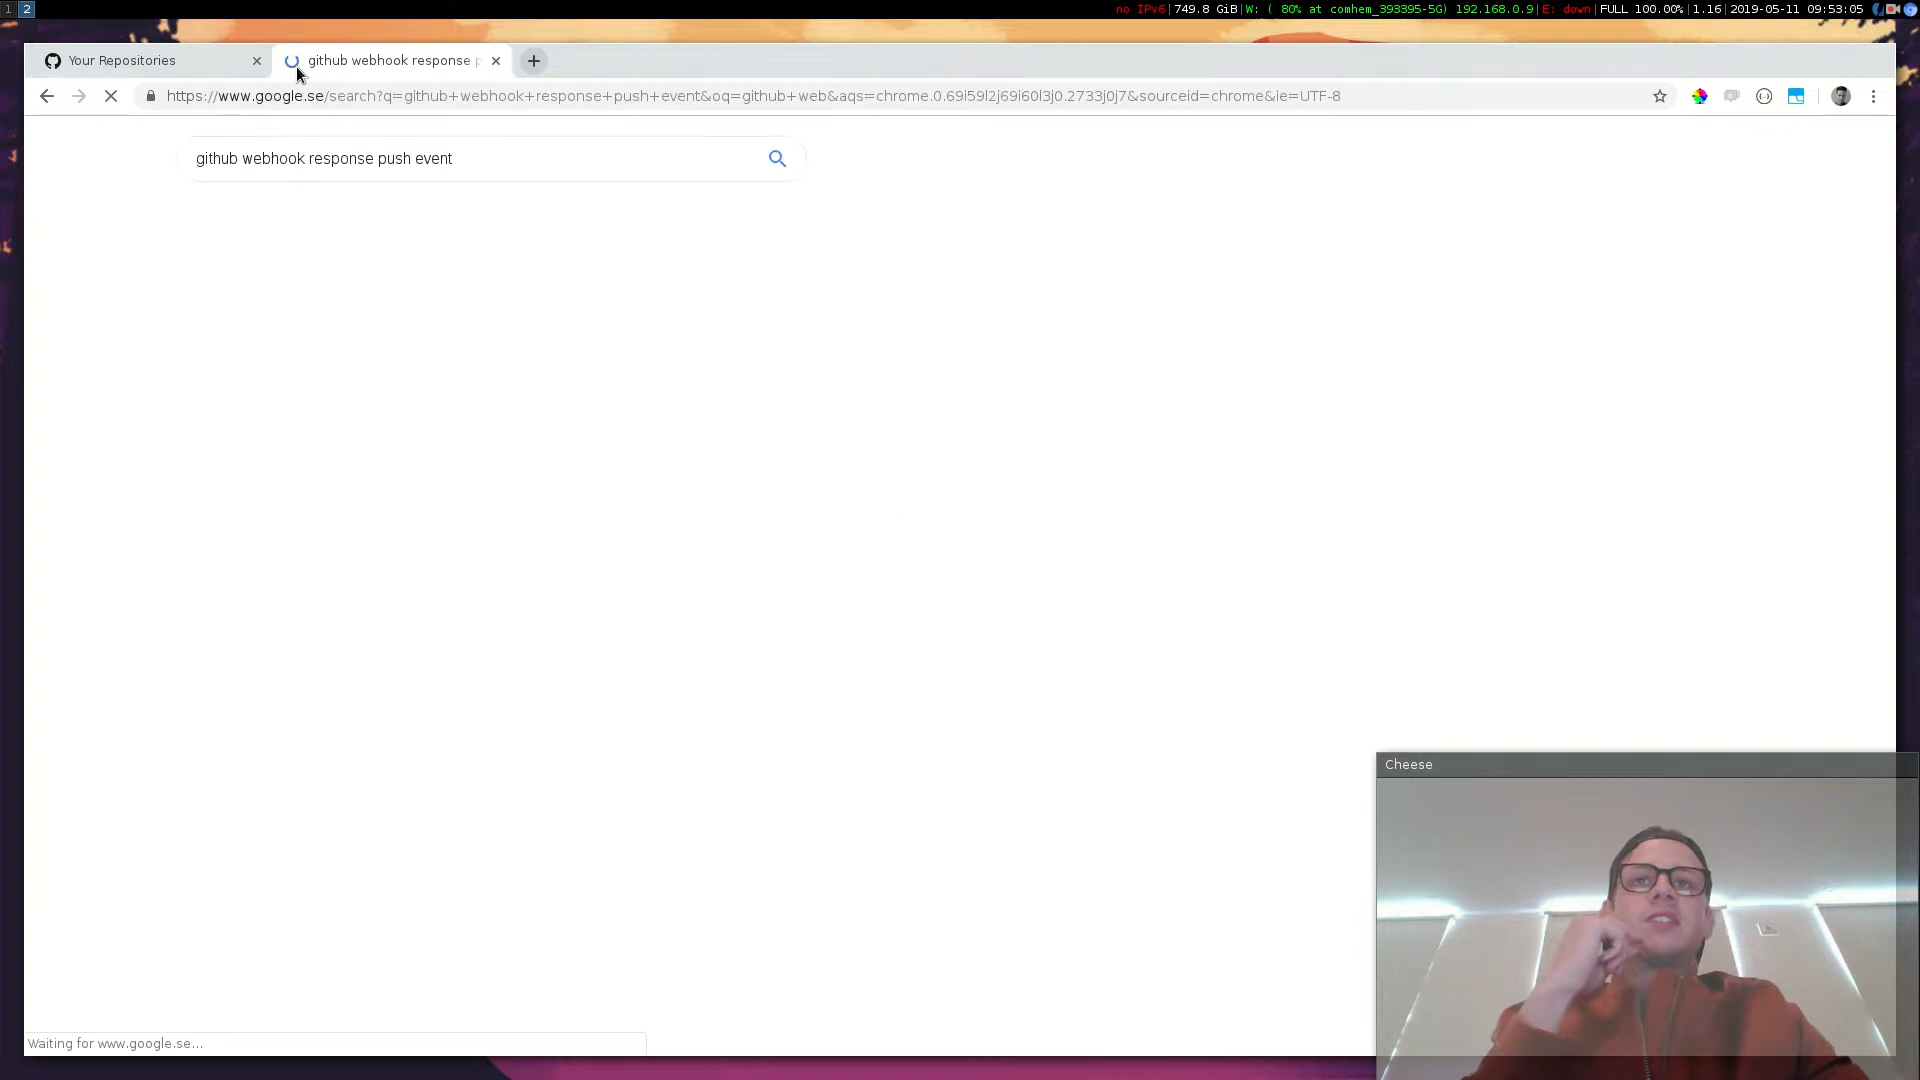 1 2 no IPv6|749.8 GiB|W: ( 80% at comhem_393395-5G) 192.168.0.9|E: down|FULL 100.00%|1.16|2019-05-11 09:53:05
Your Repositories github webhook response p
https://www.google.se/search?q=github+webhook+response+push+event&oq=github+web&aqs=chrome.0.69i59l2j69i60l3j0.2733j0j7&sourceid=chrome&ie=UTF-8
github webhook response push event
Cheese
Waiting for www.google.se...